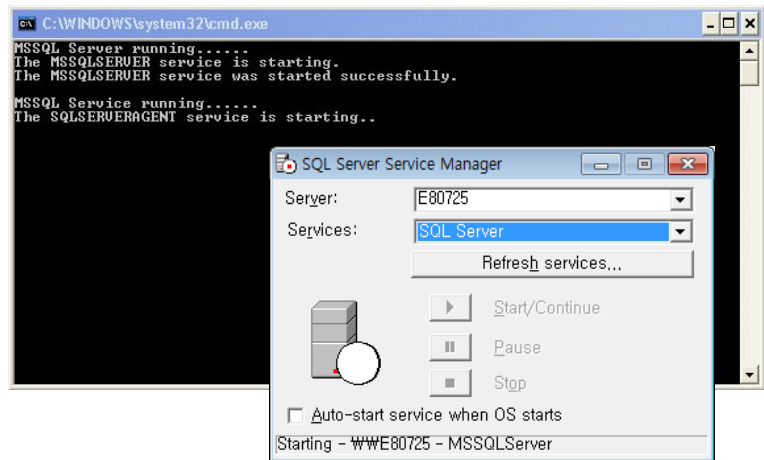 C:\WINDOWS\system32\cmd.exe
MSSQL Server running......
The MSSQLSERVER service is starting.
The MSSQLSERVER service was started successfully.
MSSQL Service running......
The SQLSERVERAGENT service is starting..
SQL Server Service Manager
Server: E80725
Services: SQL Server
Refresh services...
Start/Continue
Pause
Stop
Auto-start service when OS starts
Starting - ₩₩E80725 - MSSQLServer